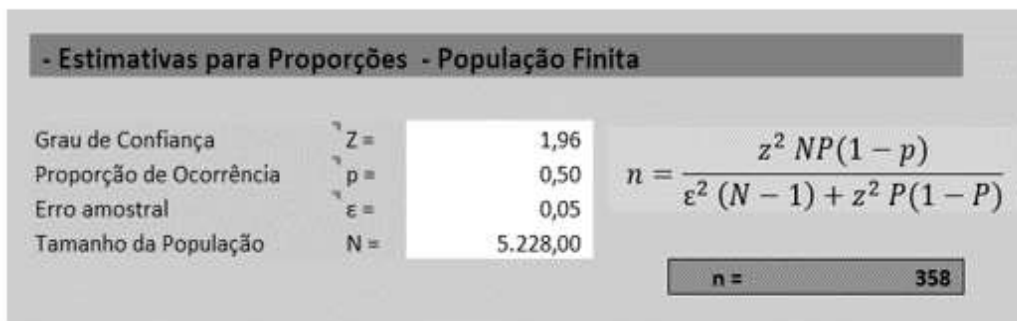 - Estimativas para Proporções - População Finita
Grau de Confiança Z = 1,96
Proporção de Ocorrência p = 0,50
Erro amostral ε = 0,05
Tamanho da População N = 5.228,00
n = z² NP(1 − p) / ε² (N − 1) + z² P(1 − P)
n = 358